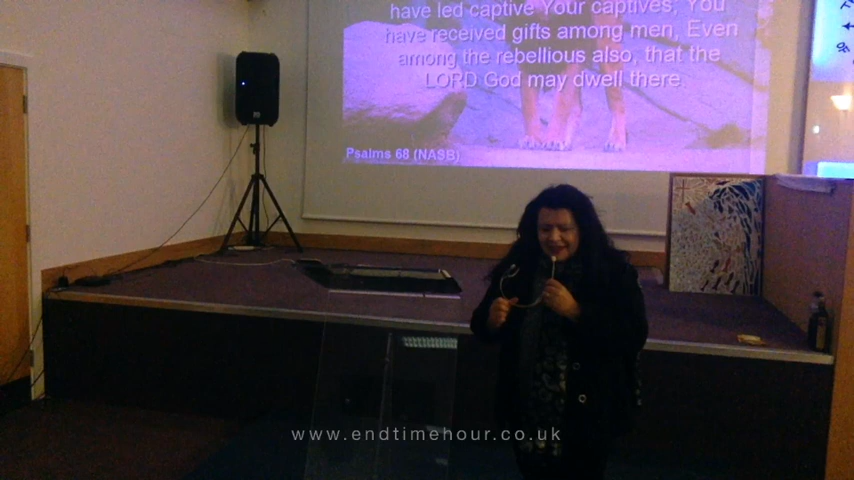 have led captive Your captives; You
have received gifts among men, Even
among the rebellious also, that the
LORD God may dwell there.
Psalms 68 (NASB)
www.endtimehour.co.uk